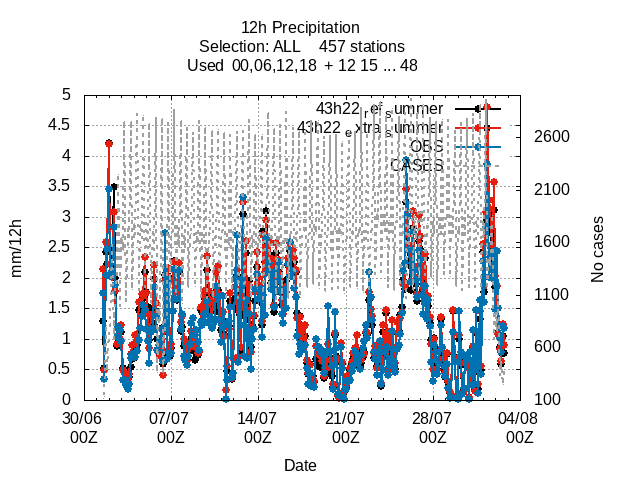 12h Precipitation
Selection: ALL 457 stations
Used 00,06,12,18 + 12 15 ... 48
43h22_ref_summer
43h22_extra_summer
OBS
CASES
5
4.5
4
3.5
3
2.5
2
1.5
1
0.5
0
mm/12h
2600
2100
1600
1100
600
100
No cases
30/06 07/07 14/07 21/07 28/07 04/08
00Z 00Z 00Z 00Z 00Z 00Z
Date